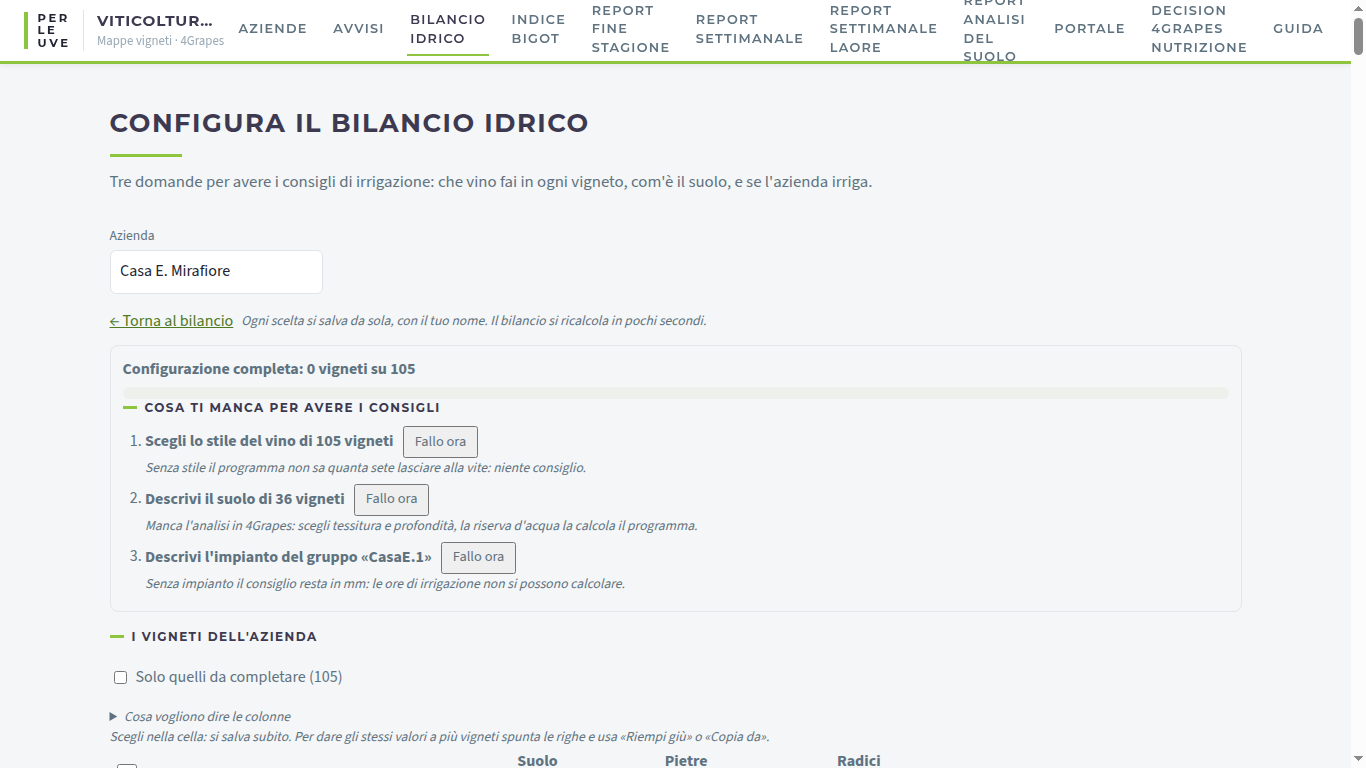 PER
LE
UVE
VITICOLTUR...
Mappe vigneti · 4Grapes
AZIENDE
AVVISI
BILANCIO
IDRICO
INDICE
BIGOT
REPORT
FINE
STAGIONE
REPORT
SETTIMANALE
REPORT
SETTIMANALE
LAORE
REPORT
ANALISI
DEL
SUOLO
PORTALE
DECISION
4GRAPES
NUTRIZIONE
GUIDA
CONFIGURA IL BILANCIO IDRICO
Tre domande per avere i consigli di irrigazione: che vino fai in ogni vigneto, com'è il suolo, e se l'azienda irriga.
Azienda
Casa E. Mirafiore
← Torna al bilancio Ogni scelta si salva da sola, con il tuo nome. Il bilancio si ricalcola in pochi secondi.
Configurazione completa: 0 vigneti su 105
COSA TI MANCA PER AVERE I CONSIGLI
1. Scegli lo stile del vino di 105 vigneti Fallo ora
Senza stile il programma non sa quanta sete lasciare alla vite: niente consiglio.
2. Descrivi il suolo di 36 vigneti Fallo ora
Manca l'analisi in 4Grapes: scegli tessitura e profondità, la riserva d'acqua la calcola il programma.
3. Descrivi l'impianto del gruppo «CasaE.1» Fallo ora
Senza impianto il consiglio resta in mm: le ore di irrigazione non si possono calcolare.
I VIGNETI DELL'AZIENDA
Solo quelli da completare (105)
▶ Cosa vogliono dire le colonne
Scegli nella cella: si salva subito. Per dare gli stessi valori a più vigneti spunta le righe e usa «Riempi giù» o «Copia da».
Suolo Pietre Radici